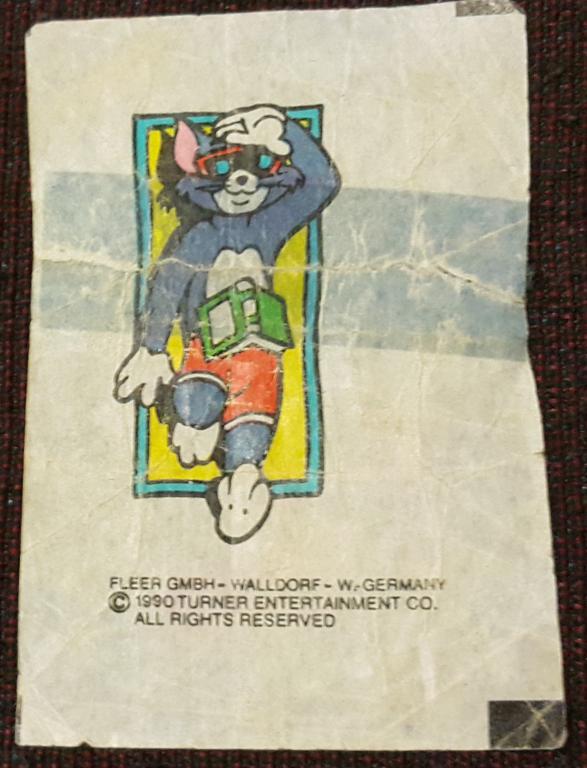 FLEER GMBH - WALLDORF - W.-GERMANY
© 1990 TURNER ENTERTAINMENT CO.
ALL RIGHTS RESERVED